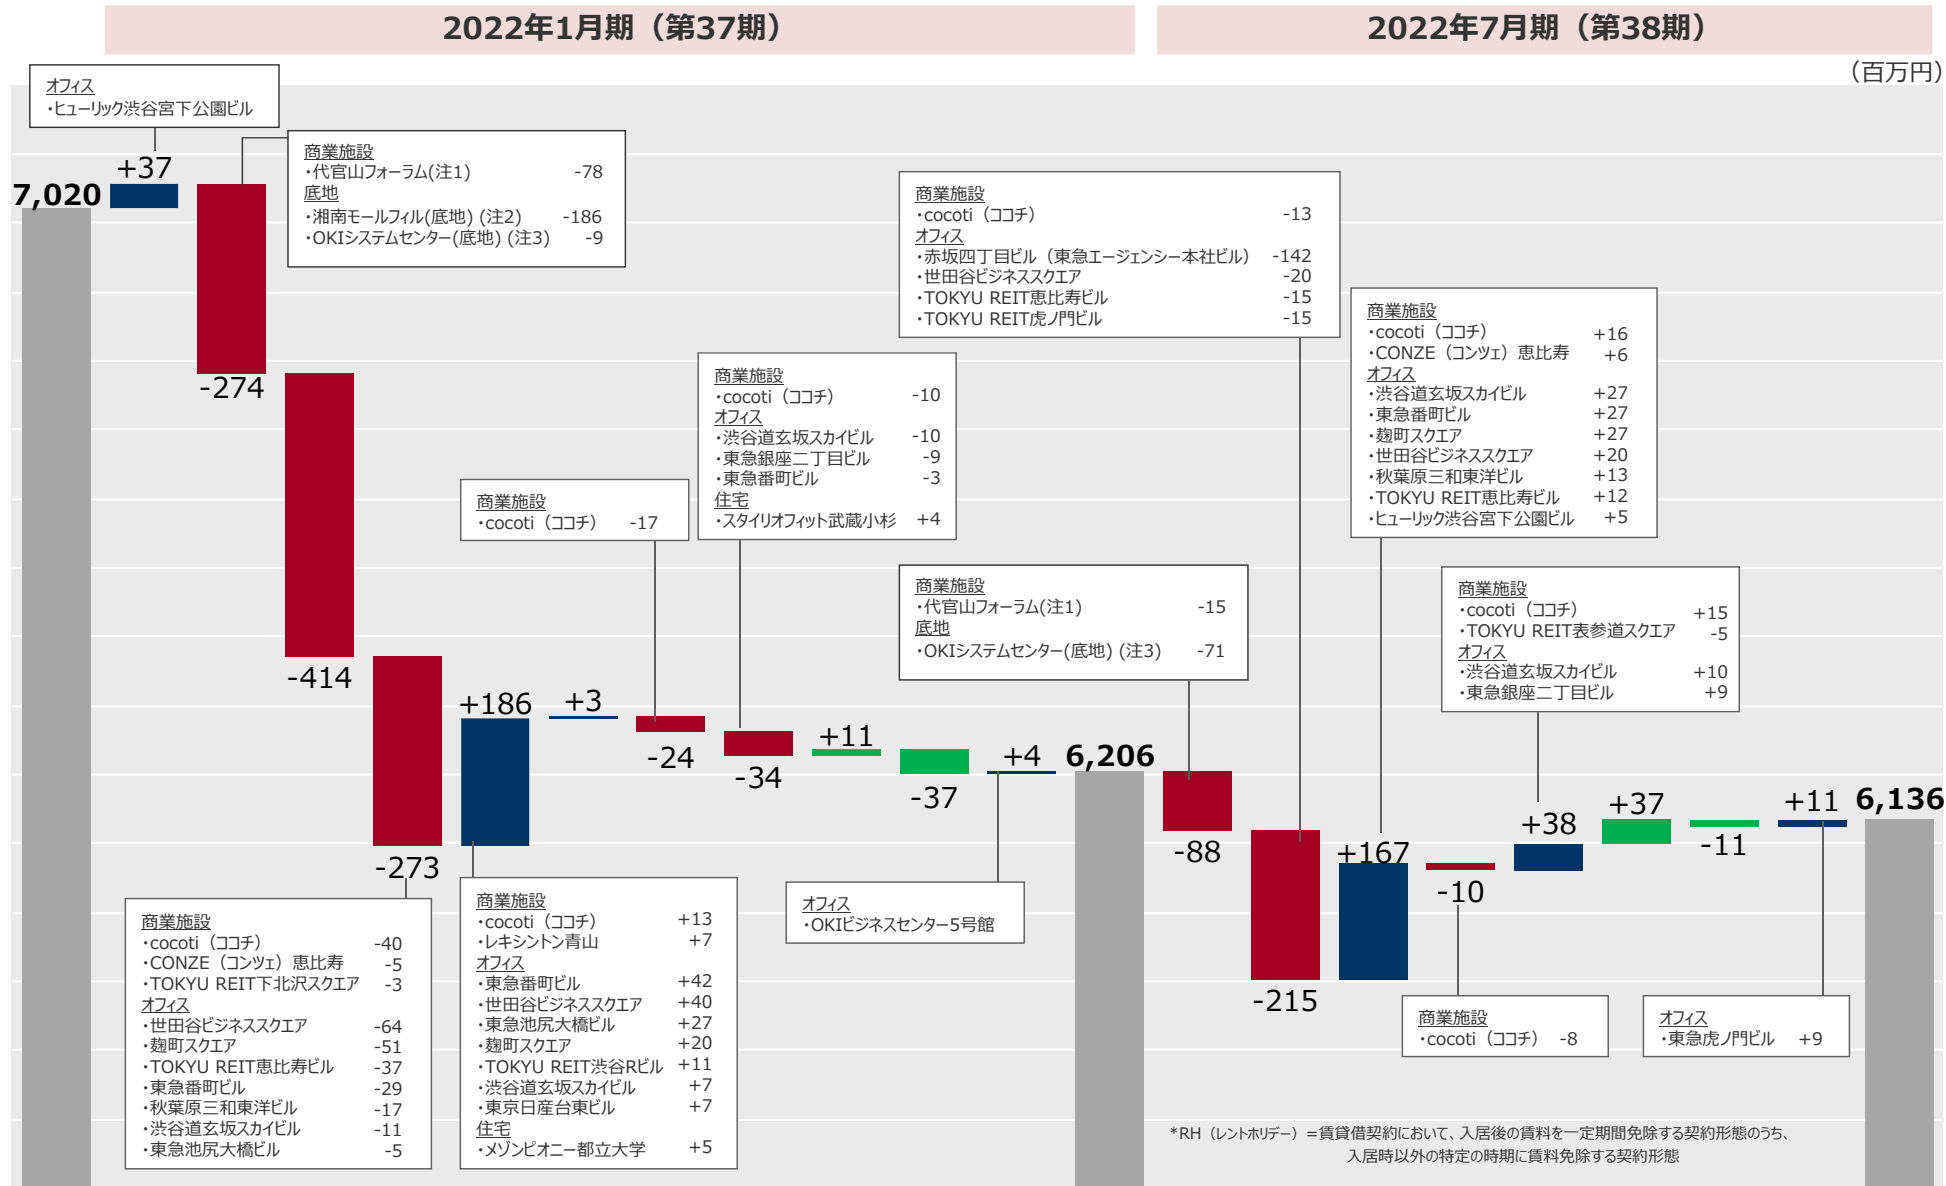 2022年1月期（第37期）
2022年7月期（第38期）
（百万円）
オフィス
・ヒューリック渋谷宮下公園ビル
7,020
+37
商業施設
・代官山フォーラム(注1) -78
底地
・湘南モールフィル(底地) (注2) -186
・OKIシステムセンター(底地) (注3) -9
-274
-414
-273
商業施設
・cocoti（ココチ） -40
・CONZE（コンツェ）恵比寿 -5
・TOKYU REIT下北沢スクエア -3
オフィス
・世田谷ビジネススクエア -64
・麹町スクエア -51
・TOKYU REIT恵比寿ビル -37
・東急番町ビル -29
・秋葉原三和東洋ビル -17
・渋谷道玄坂スカイビル -11
・東急池尻大橋ビル -5
+186
商業施設
・cocoti（ココチ） +13
・レキシントン青山 +7
オフィス
・東急番町ビル +42
・世田谷ビジネススクエア +40
・東急池尻大橋ビル +27
・麹町スクエア +20
・TOKYU REIT渋谷Rビル +11
・渋谷道玄坂スカイビル +7
・東京日産台東ビル +7
住宅
・メゾンピオニー都立大学 +5
+3
商業施設
・cocoti（ココチ） -17
-24
商業施設
・cocoti（ココチ） -10
オフィス
・渋谷道玄坂スカイビル -10
・東急銀座二丁目ビル -9
・東急番町ビル -3
住宅
・スタイリオフィット武蔵小杉 +4
-34
+11
-37
+4
オフィス
・OKIビジネスセンター5号館
6,206
商業施設
・代官山フォーラム(注1) -15
底地
・OKIシステムセンター(底地) (注3) -71
-88
商業施設
・cocoti（ココチ） -13
オフィス
・赤坂四丁目ビル（東急エージェンシー本社ビル） -142
・世田谷ビジネススクエア -20
・TOKYU REIT恵比寿ビル -15
・TOKYU REIT虎ノ門ビル -15
-215
商業施設
・cocoti（ココチ） +16
・CONZE（コンツェ）恵比寿 +6
オフィス
・渋谷道玄坂スカイビル +27
・東急番町ビル +27
・麹町スクエア +27
・世田谷ビジネススクエア +20
・秋葉原三和東洋ビル +13
・TOKYU REIT恵比寿ビル +12
・ヒューリック渋谷宮下公園ビル +5
+167
-10
商業施設
・cocoti（ココチ） -8
商業施設
・cocoti（ココチ） +15
・TOKYU REIT表参道スクエア -5
オフィス
・渋谷道玄坂スカイビル +10
・東急銀座二丁目ビル +9
+38
+37
-11
+11
オフィス
・東急虎ノ門ビル +9
6,136
*RH（レントホリデー）＝賃貸借契約において、入居後の賃料を一定期間免除する契約形態のうち、
入居時以外の特定の時期に賃料免除する契約形態